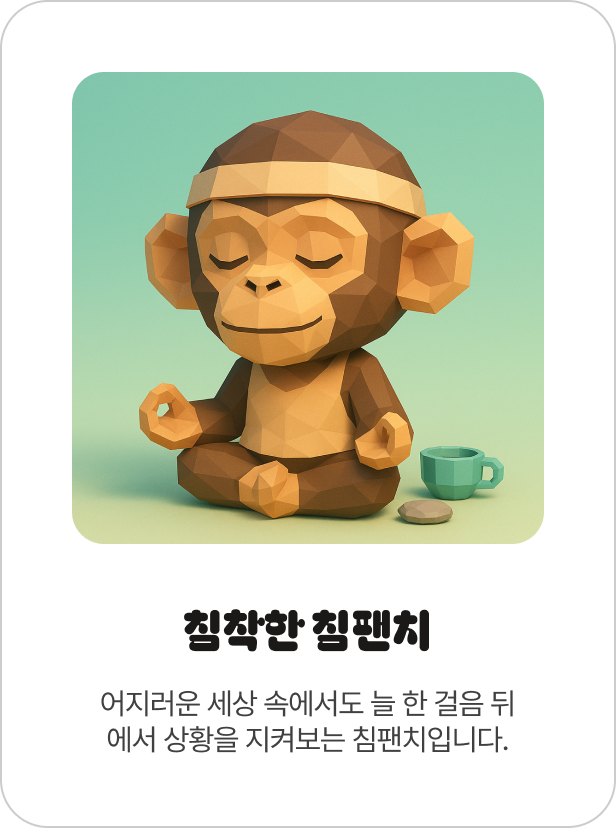 침착한 침팬치
어지러운 세상 속에서도 늘 한 걸음 뒤
에서 상황을 지켜보는 침팬치입니다.